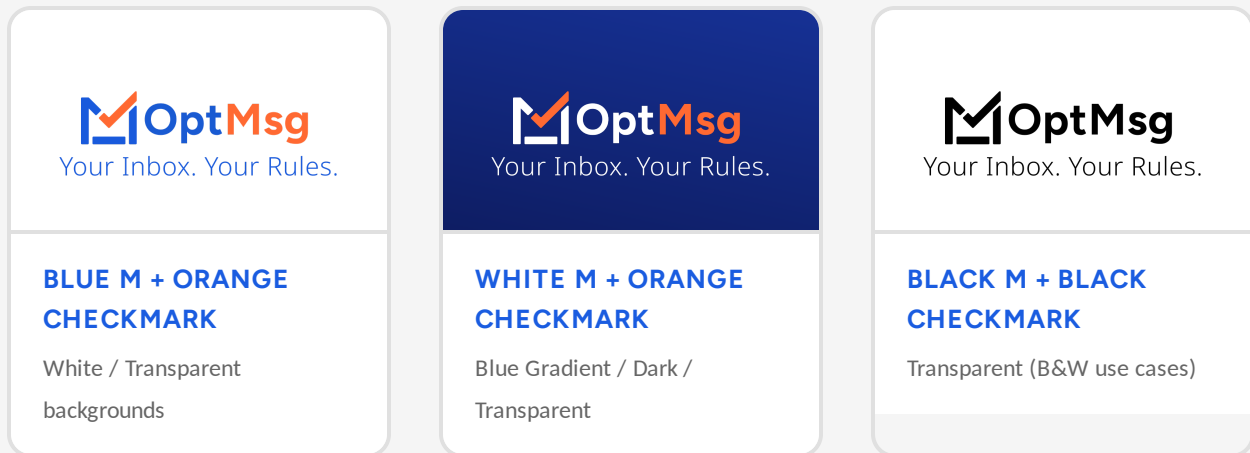 OptMsg
Your Inbox. Your Rules.
BLUE M + ORANGE
CHECKMARK
White / Transparent
backgrounds
OptMsg
Your Inbox. Your Rules.
WHITE M + ORANGE
CHECKMARK
Blue Gradient / Dark /
Transparent
OptMsg
Your Inbox. Your Rules.
BLACK M + BLACK
CHECKMARK
Transparent (B&W use cases)